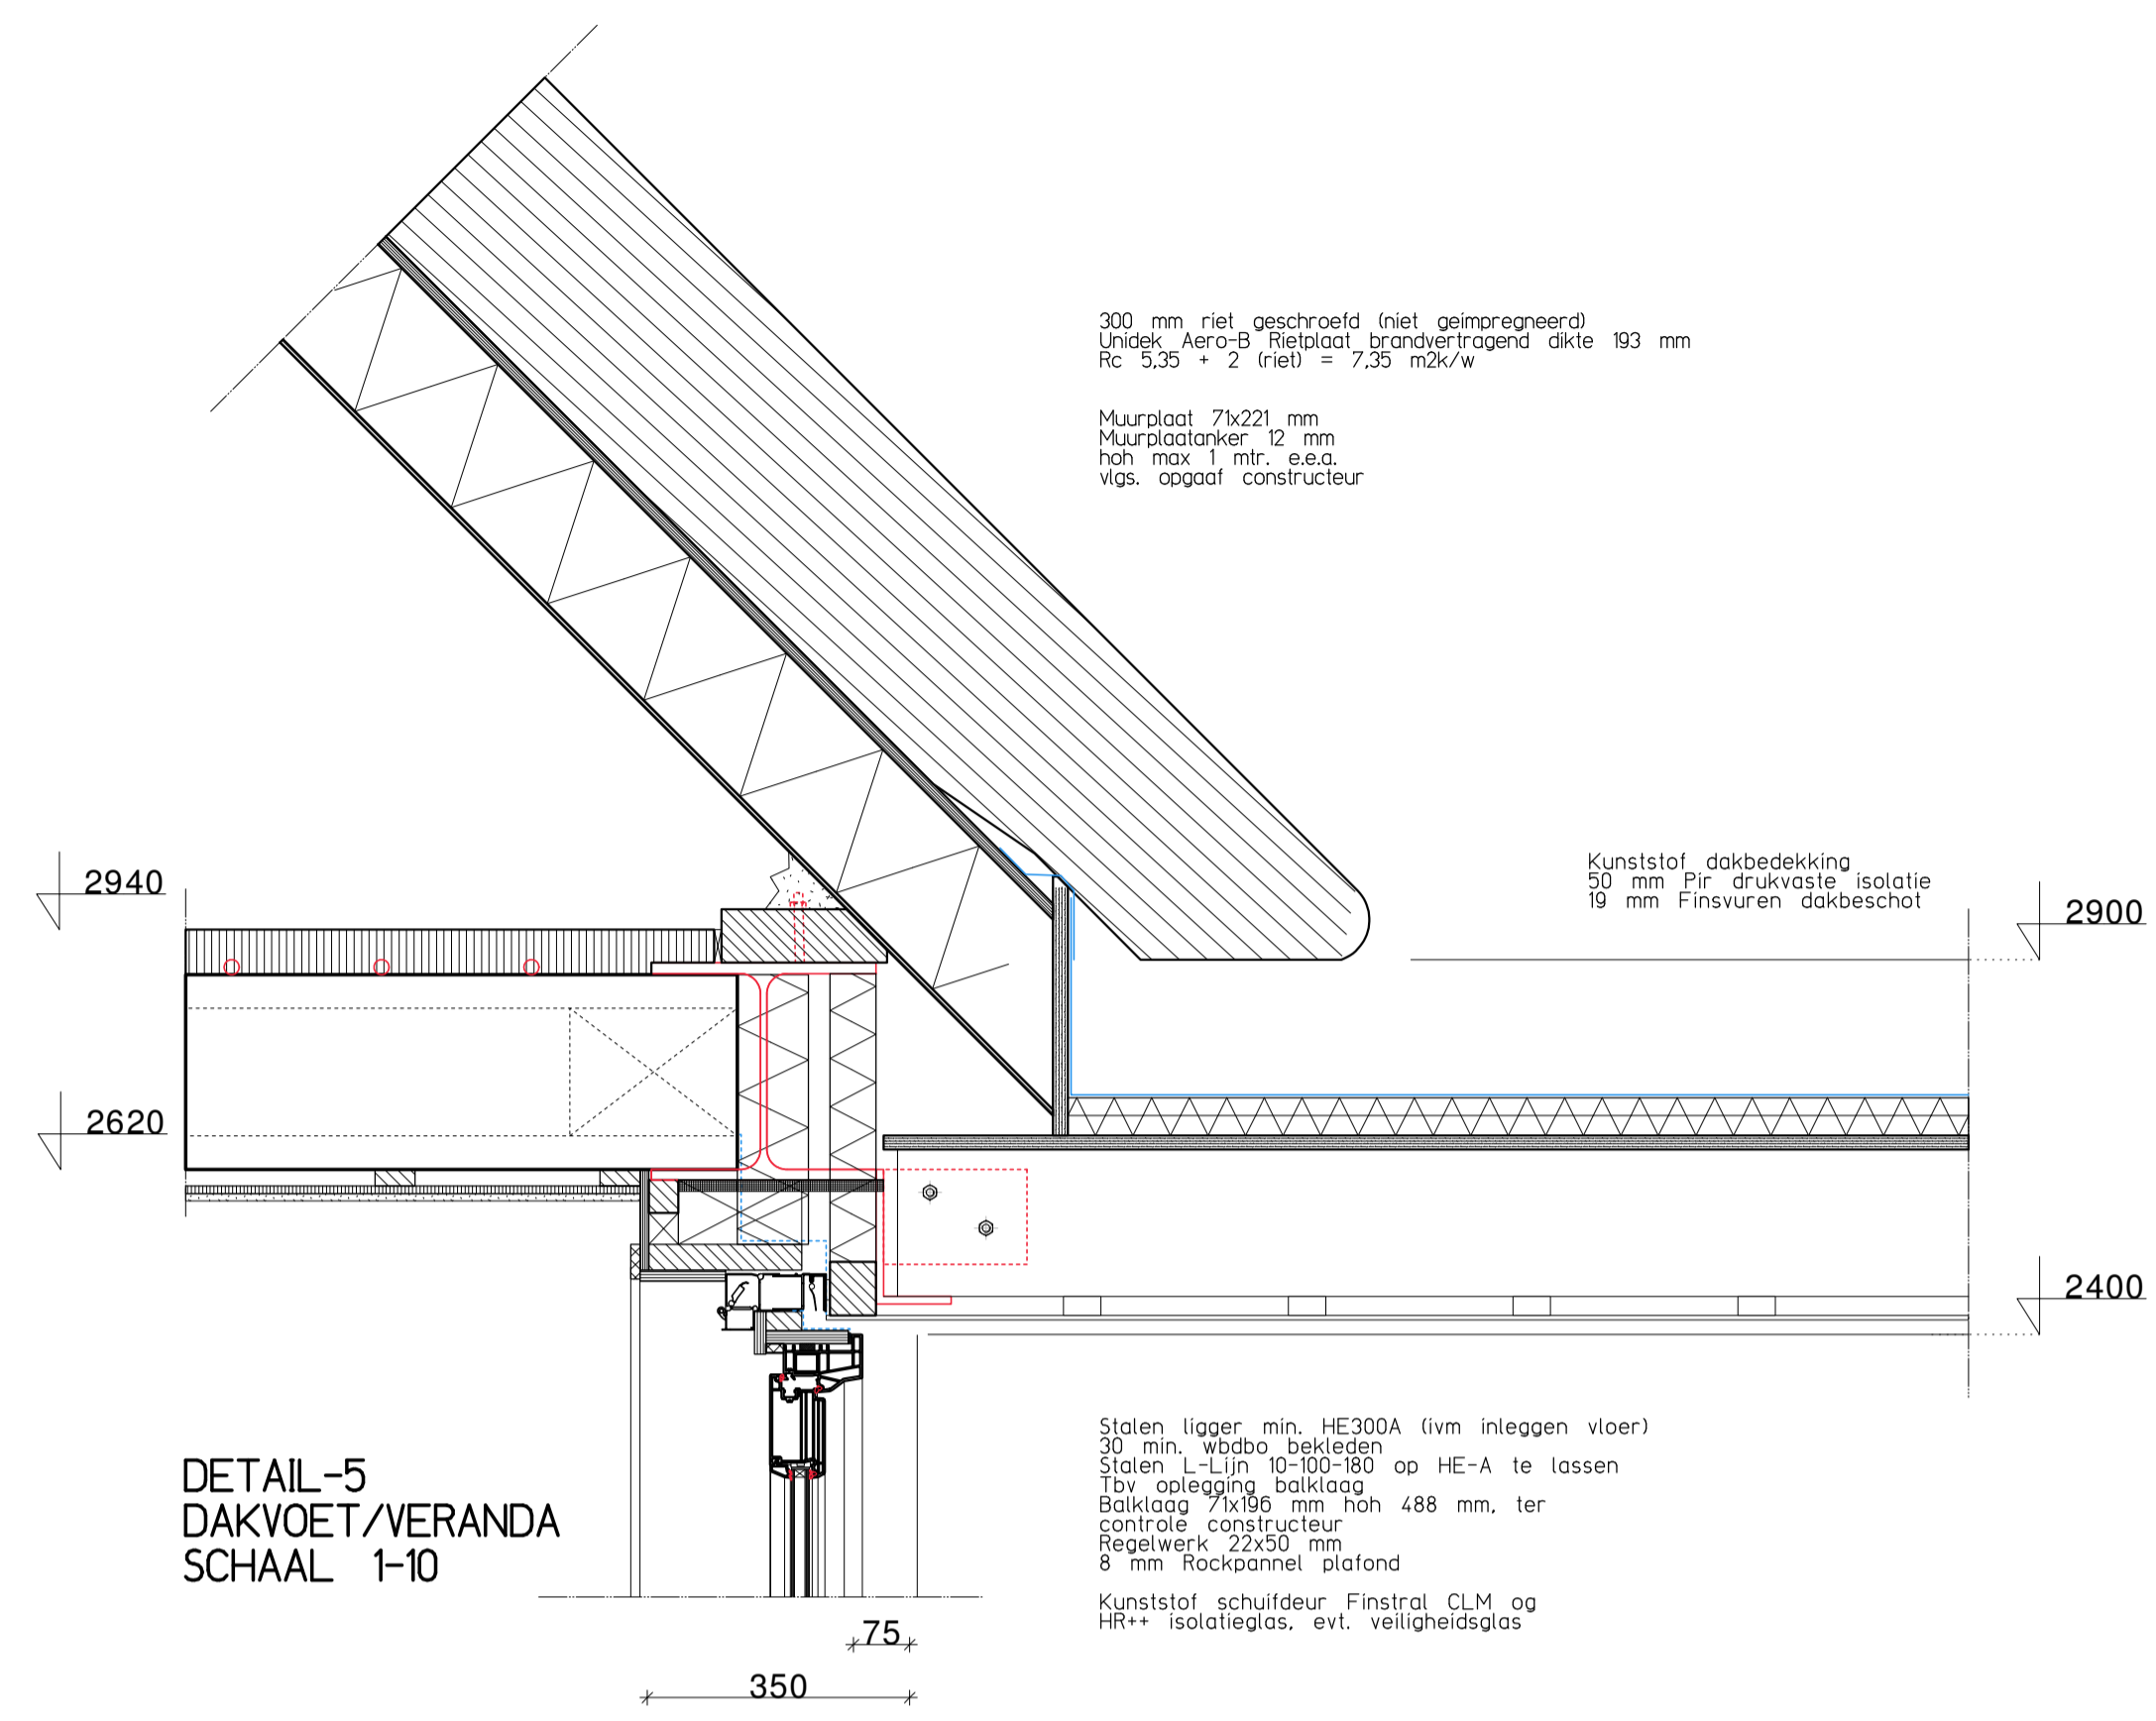 300 mm riet geschroefd (niet geimpregneerd)
Unidek Aero-B Rietplaat brandvertragend dikte 193 mm
Rc 5,35 + 2 (riet) = 7,35 m2k/w
Muurplaat 71x221 mm
Muurplaatanker 12 mm
hoh max 1 mtr. e.e.a.
vlgs. opgaaf constructeur
2940
2620
Kunststof dakbedekking
50 mm Pir drukvaste isolatie
19 mm Finsvuren dakbeschot
2900
2400
DETAIL-5
DAKVOET/VERANDA
SCHAAL 1-10
Stalen ligger min. HE300A (ivm inleggen vloer)
30 min. wbdbo bekleden
Stalen L-Lijn 10-100-180 op HE-A te lassen
Tbv oplegging balklaag
Balklaag 71x196 mm hoh 488 mm, ter
controle constructeur
Regelwerk 22x50 mm
8 mm Rockpannel plafond
Kunststof schuifdeur Finstral CLM og
HR++ isolatieglas, evt. veiligheidsglas
75
350